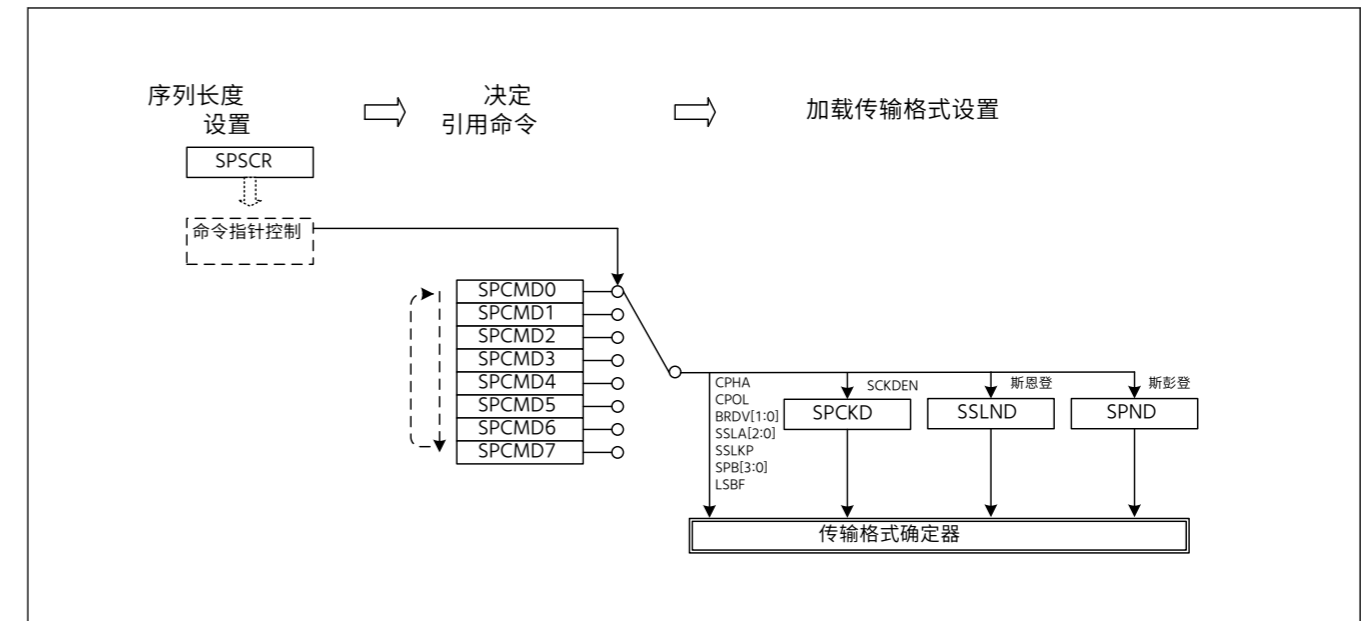 序列长度
设置
决定
引用命令
加载传输格式设置
SPSCR
命令指针控制
SPCMD0
SPCMD1
SPCMD2
SPCMD3
SPCMD4
SPCMD5
SPCMD6
SPCMD7
CPHA
CPOL
BRDV[1:0]
SSLA[2:0]
SSLKP
SPB[3:0]
LSBF
SCKDEN
斯恩登
斯彭登
SPCKD
SSLND
SPND
传输格式确定器